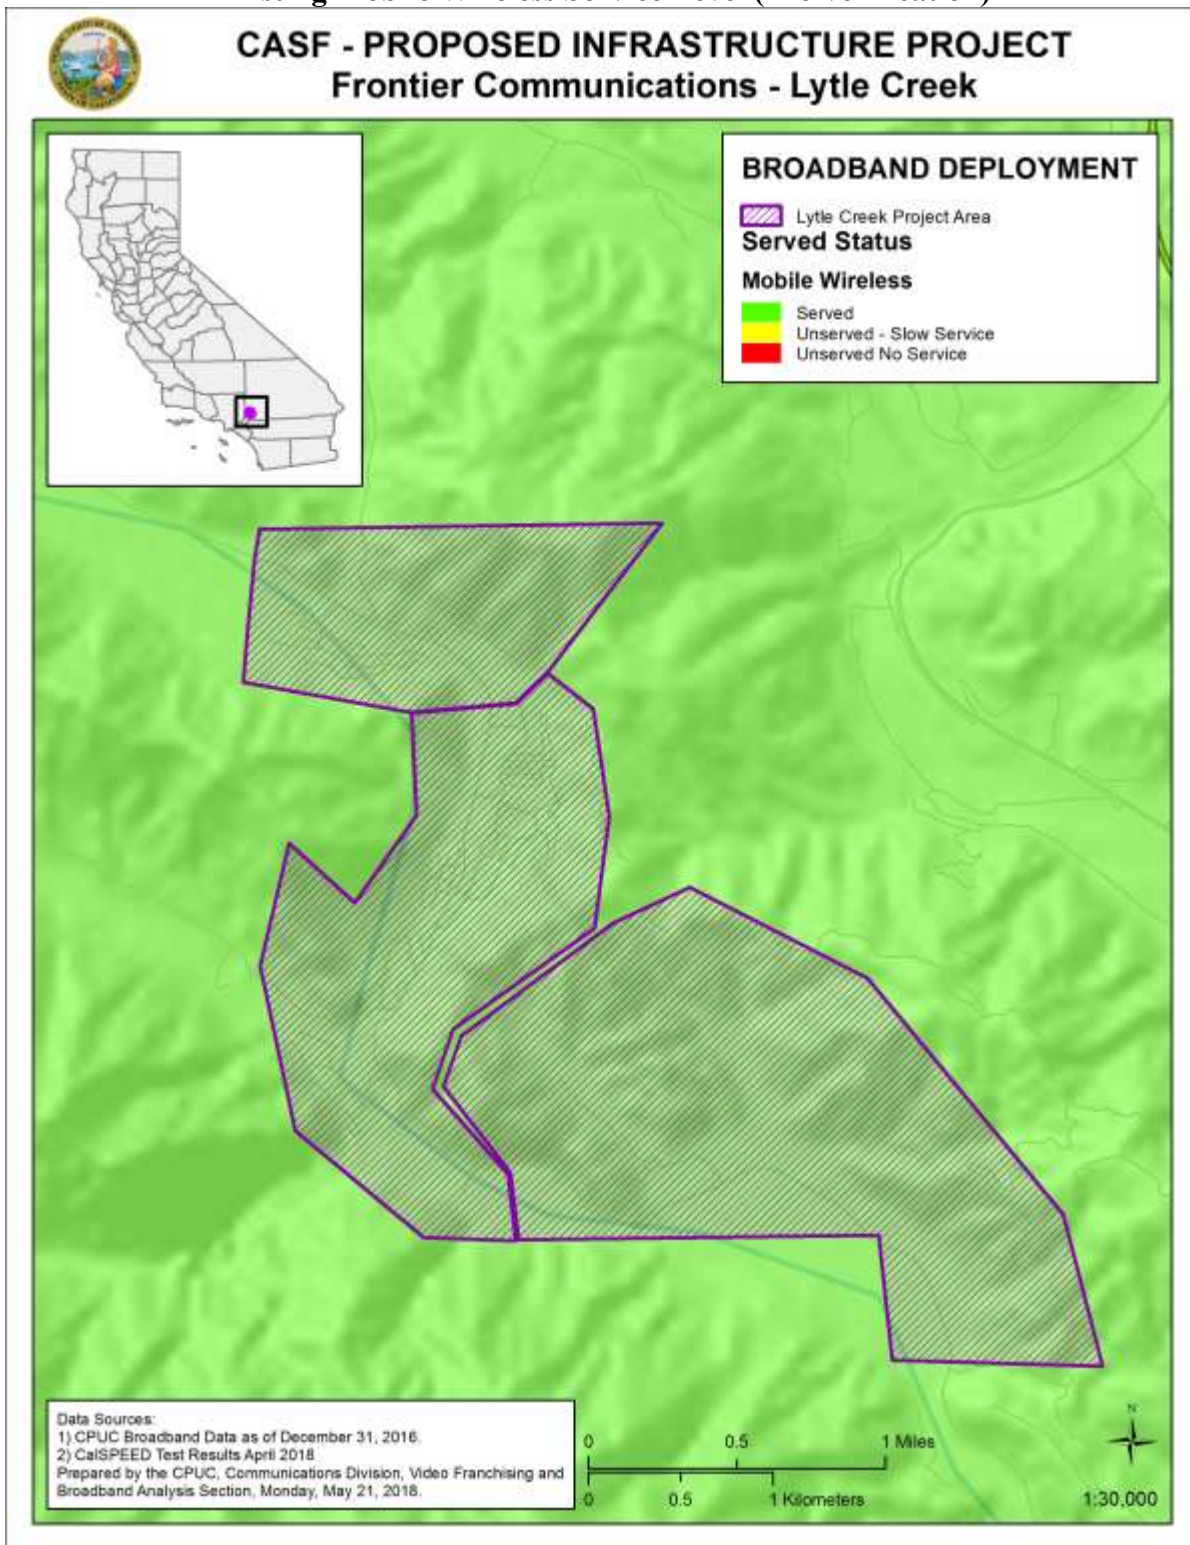 CASF - PROPOSED INFRASTRUCTURE PROJECT
Frontier Communications - Lytle Creek
BROADBAND DEPLOYMENT
Lytle Creek Project Area
Served Status
Mobile Wireless
Served
Unserved - Slow Service
Unserved No Service
Data Sources:
1) CPUC Broadband Data as of December 31, 2016.
2) CalSPEED Test Results April 2018
Prepared by the CPUC, Communications Division, Video Franchising and
Broadband Analysis Section, Monday, May 21, 2018.
0 0.5 1 Miles
0 0.5 1 Kilometers
N
1:30,000